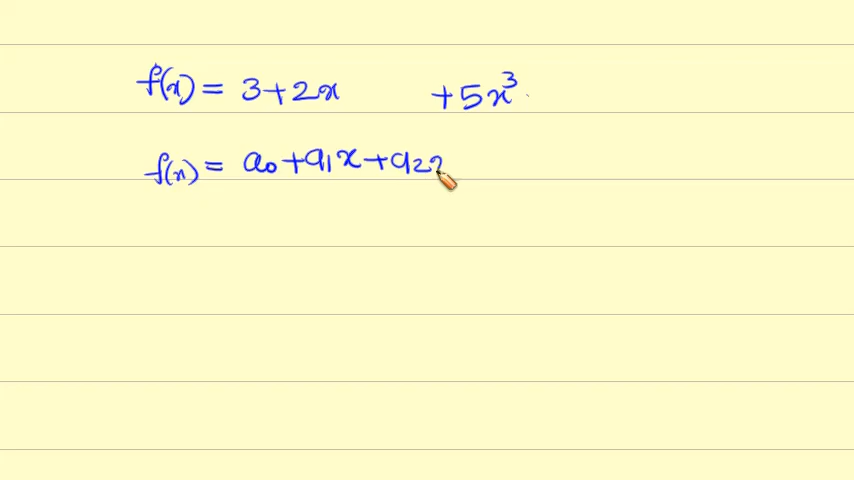 f(x) = 3+2x +5x³
f(x) = a₀+a₁x+a₂